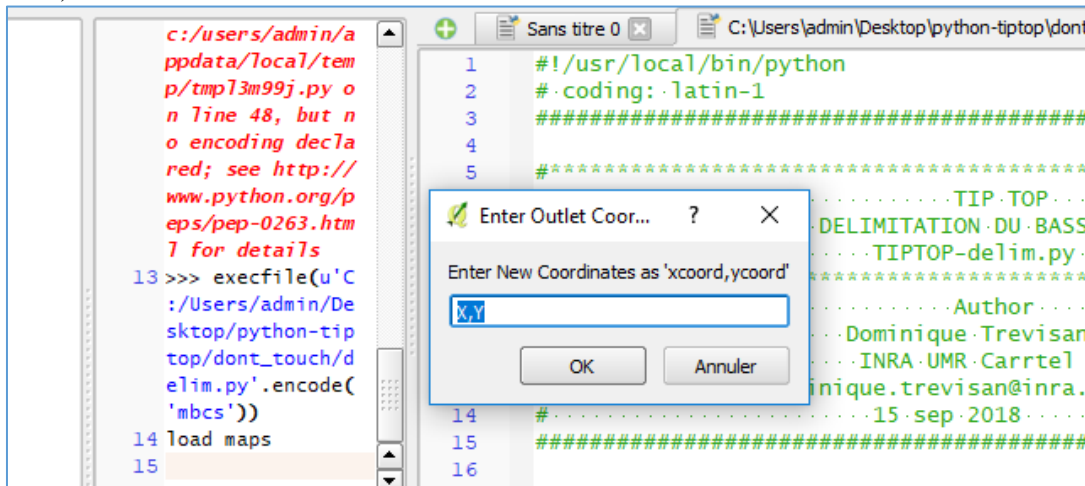 c:/users/admin/a
ppdata/local/tem
p/tmpl3m99j.py o
n line 48, but n
o encoding decla
red; see http://
www.python.org/p
eps/pep-0263.htm
l for details
13 >>> execfile(u'C
:/Users/admin/De
sktop/python-tip
top/dont_touch/d
elim.py'.encode(
'mbcs'))
14 load maps
15
Sans titre 0
C:\Users\admin\Desktop\python-tiptop\dont
1 #!/usr/local/bin/python
2 # coding: latin-1
3 ##########################################
4
5 #******************************************
TIP TOP
DELIMITATION DU BASS
TIPTOP-delim.py
Author
Dominique Trevisan
INRA UMR Carrtel
inique.trevisan@inra.
14 # 15 sep 2018
15 ##########################################
16
Enter Outlet Coor... ?
Enter New Coordinates as 'xcoord,ycoord'
X,Y
OK Annuler